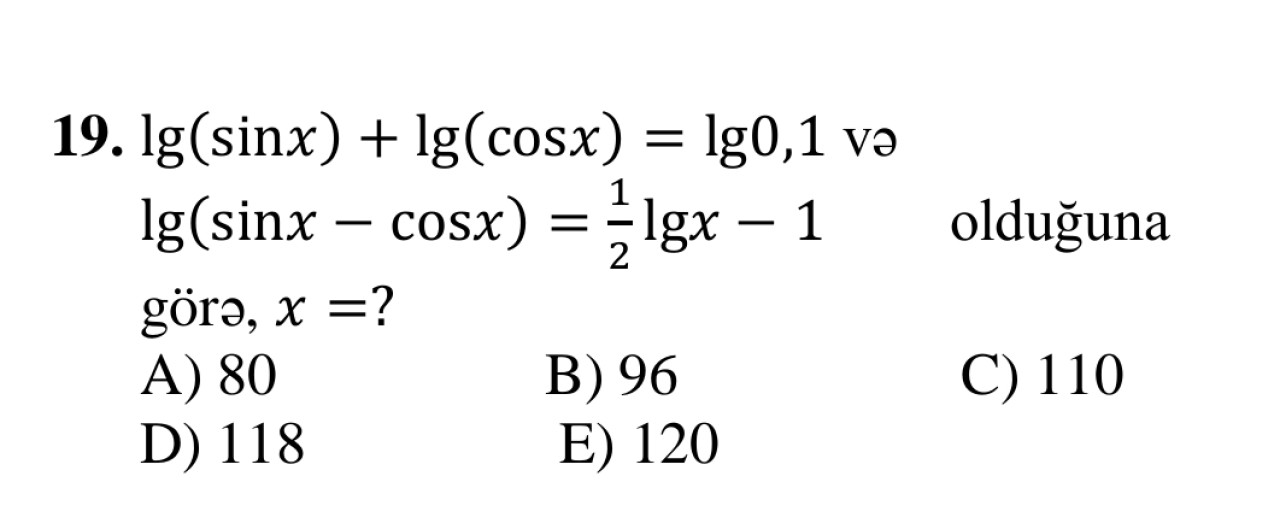 19. lg(sinx) + lg(cosx) = lg0,1 və
lg(sinx − cosx) = 1/2 lgx − 1 olduğuna
görə, x =?
A) 80 B) 96 C) 110
D) 118 E) 120